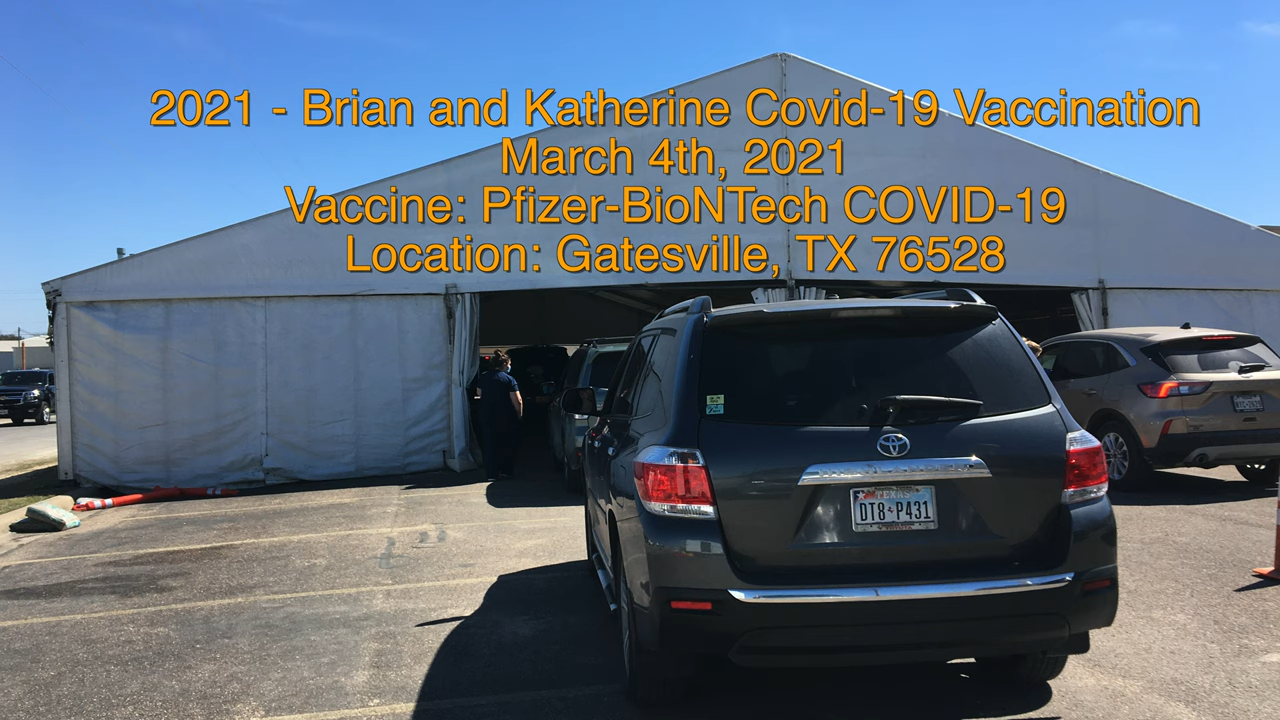 2021 - Brian and Katherine Covid-19 Vaccination
March 4th, 2021
Vaccine: Pfizer-BioNTech COVID-19
Location: Gatesville, TX 76528
TEXAS
DT8 P431